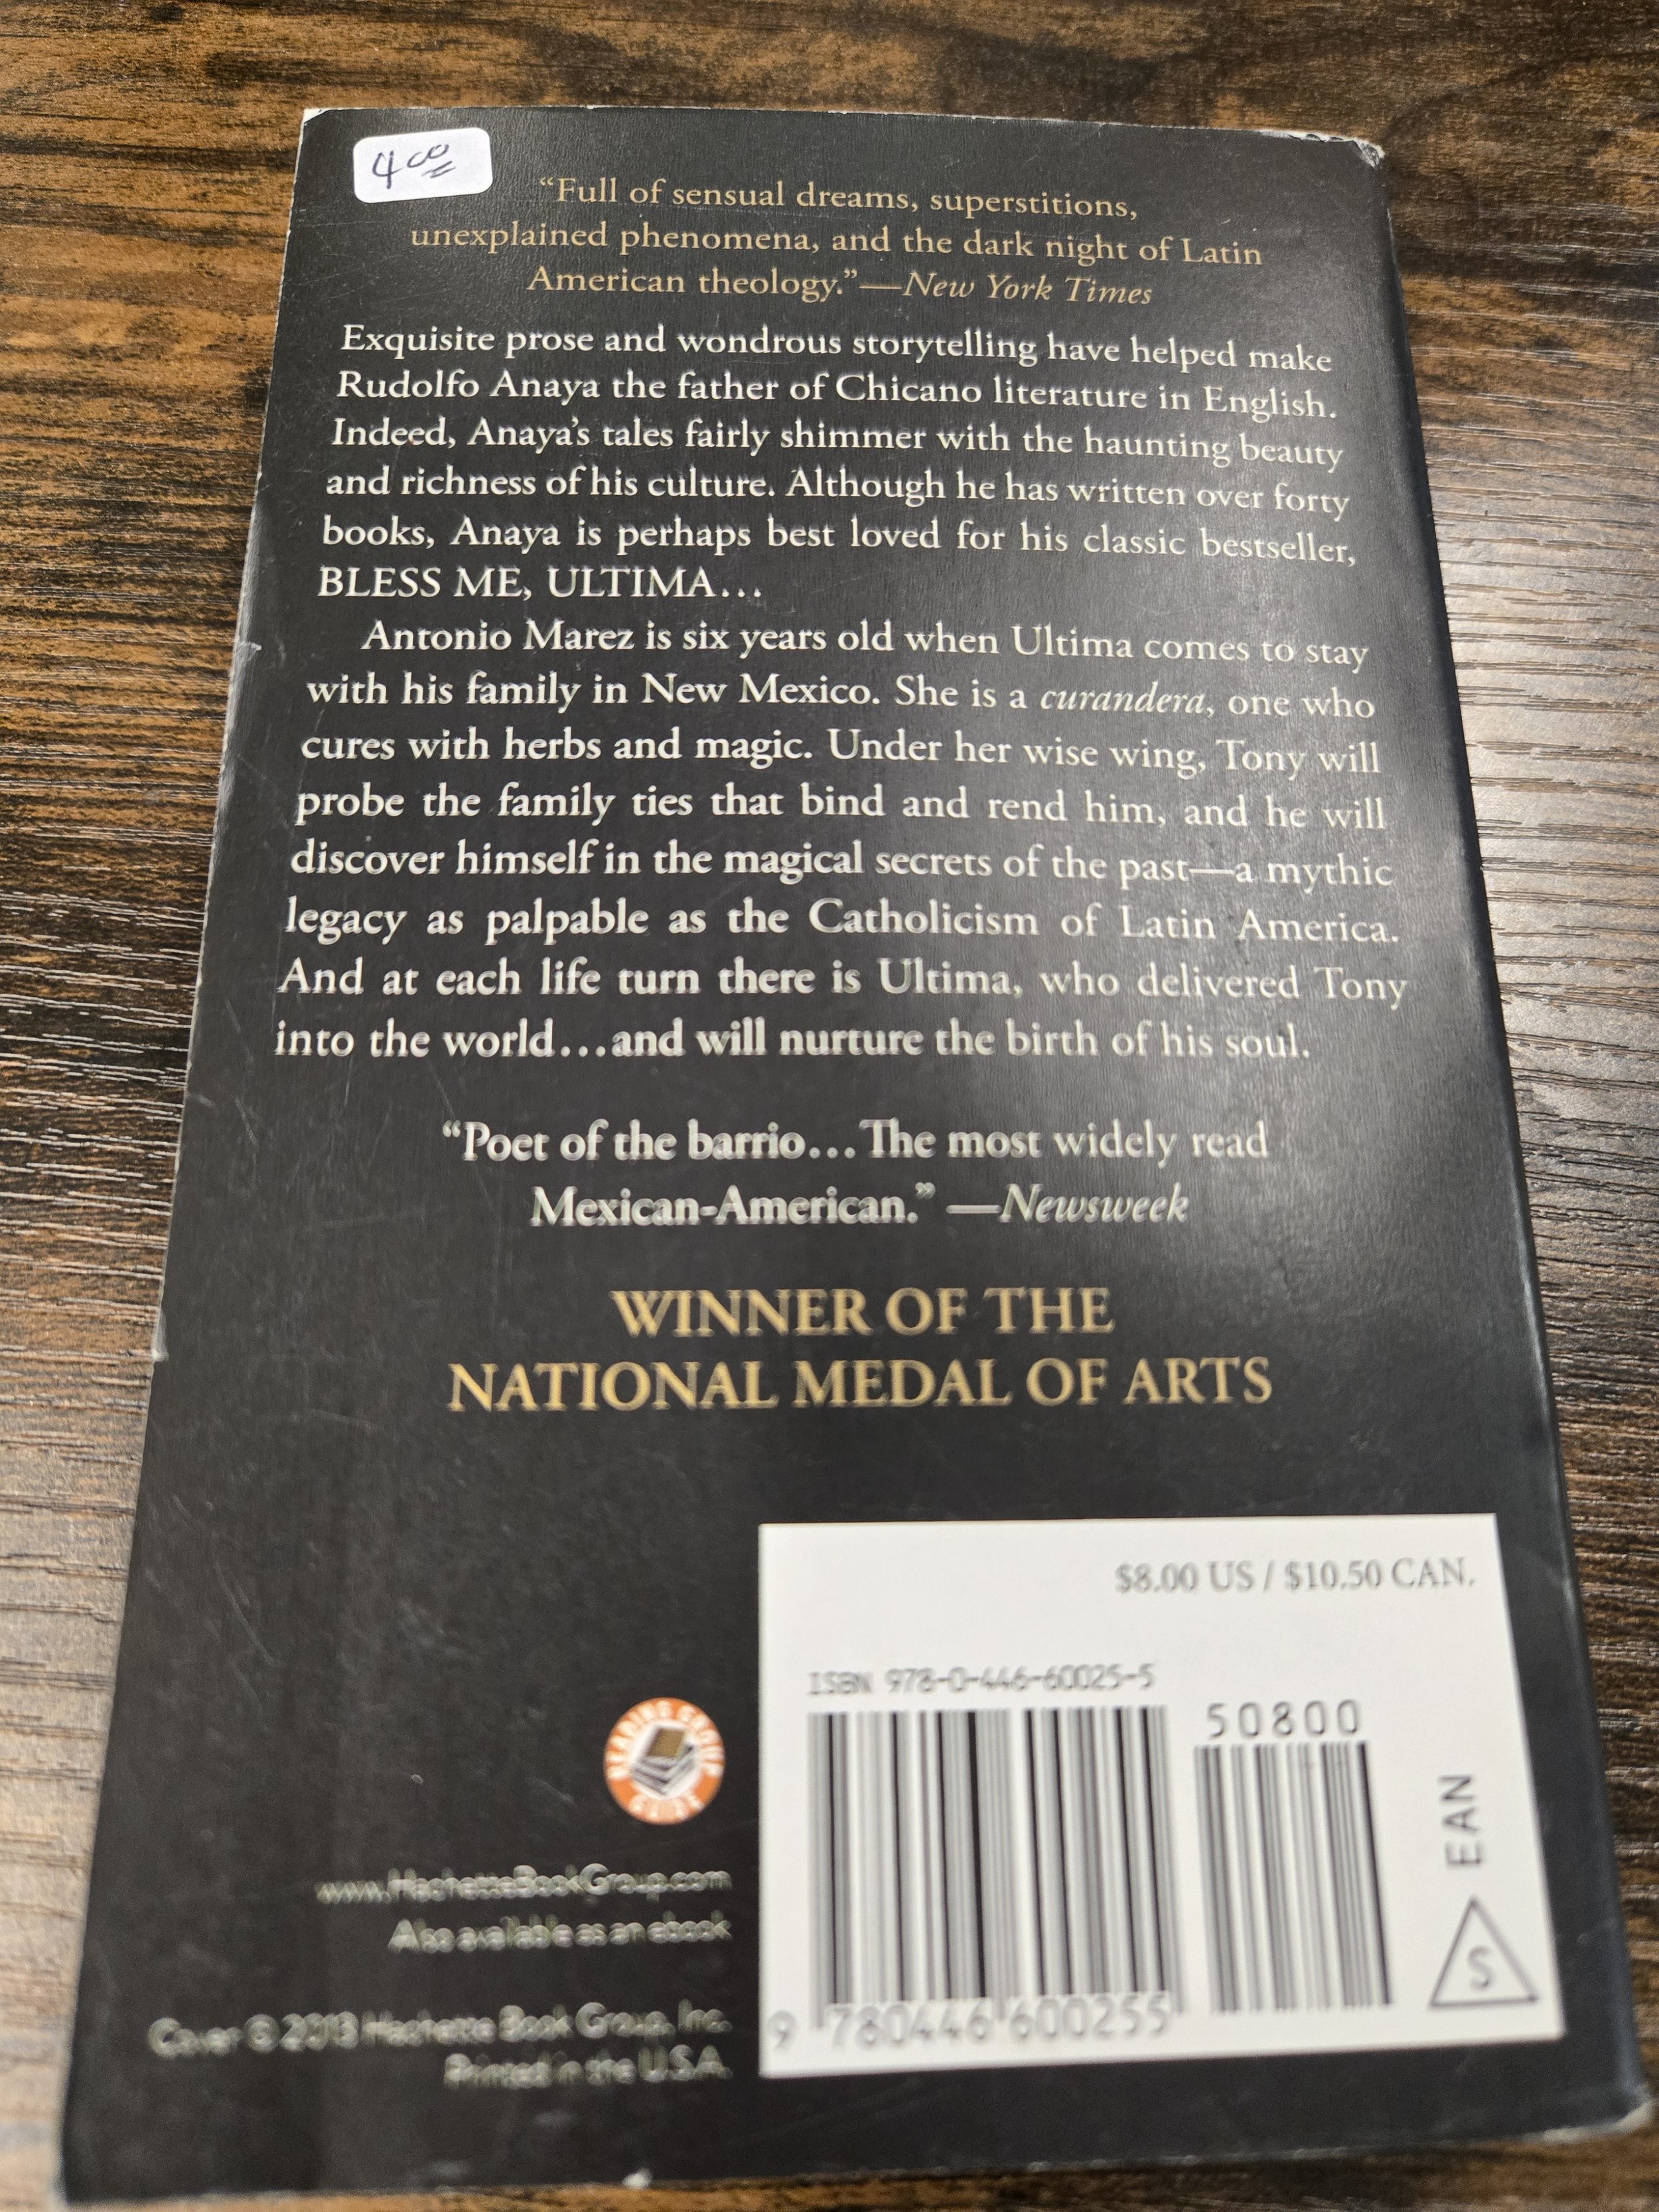 4 00
“Full of sensual dreams, superstitions,
unexplained phenomena, and the dark night of Latin
American theology.”—New York Times
Exquisite prose and wondrous storytelling have helped make
Rudolfo Anaya the father of Chicano literature in English.
Indeed, Anaya’s tales fairly shimmer with the haunting beauty
and richness of his culture. Although he has written over forty
books, Anaya is perhaps best loved for his classic bestseller,
BLESS ME, ULTIMA…
Antonio Marez is six years old when Ultima comes to stay
with his family in New Mexico. She is a curandera, one who
cures with herbs and magic. Under her wise wing, Tony will
probe the family ties that bind and rend him, and he will
discover himself in the magical secrets of the past—a mythic
legacy as palpable as the Catholicism of Latin America.
And at each life turn there is Ultima, who delivered Tony
into the world…and will nurture the birth of his soul.
“Poet of the barrio…The most widely read
Mexican-American.” —Newsweek
WINNER OF THE
NATIONAL MEDAL OF ARTS
$8.00 US / $10.50 CAN.
ISBN 978-0-446-60025-5
50800
EAN
S
9 780446 600255
READING GROUP
GUIDE
www.HachetteBookGroup.com
Also available as an ebook
Cover © 2013 Hachette Book Group, Inc.
Printed in the U.S.A.